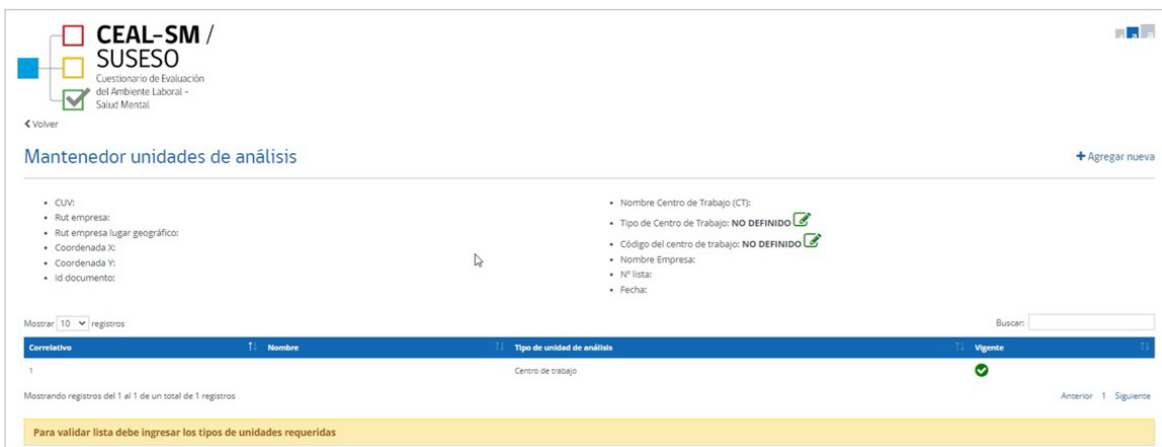 CEAL-SM /
SUSESO
Cuestionario de Evaluación
del Ambiente Laboral -
Salud Mental
a a a
Volver
Mantenedor unidades de análisis
+ Agregar nueva
• CUV:
• Rut empresa:
• Rut empresa lugar geográfico:
• Coordenada X:
• Coordenada Y:
• Id documento:
• Nombre Centro de Trabajo (CT):
• Tipo de Centro de Trabajo: NO DEFINIDO
• Código del centro de trabajo: NO DEFINIDO
• Nombre Empresa:
• Nº lista:
• Fecha:
Mostrar 10 registros
Buscar:
Correlativo Nombre Tipo de unidad de análisis Vigente
1 Centro de trabajo
Mostrando registros del 1 al 1 de un total de 1 registros
Anterior 1 Siguiente
Para validar lista debe ingresar los tipos de unidades requeridas